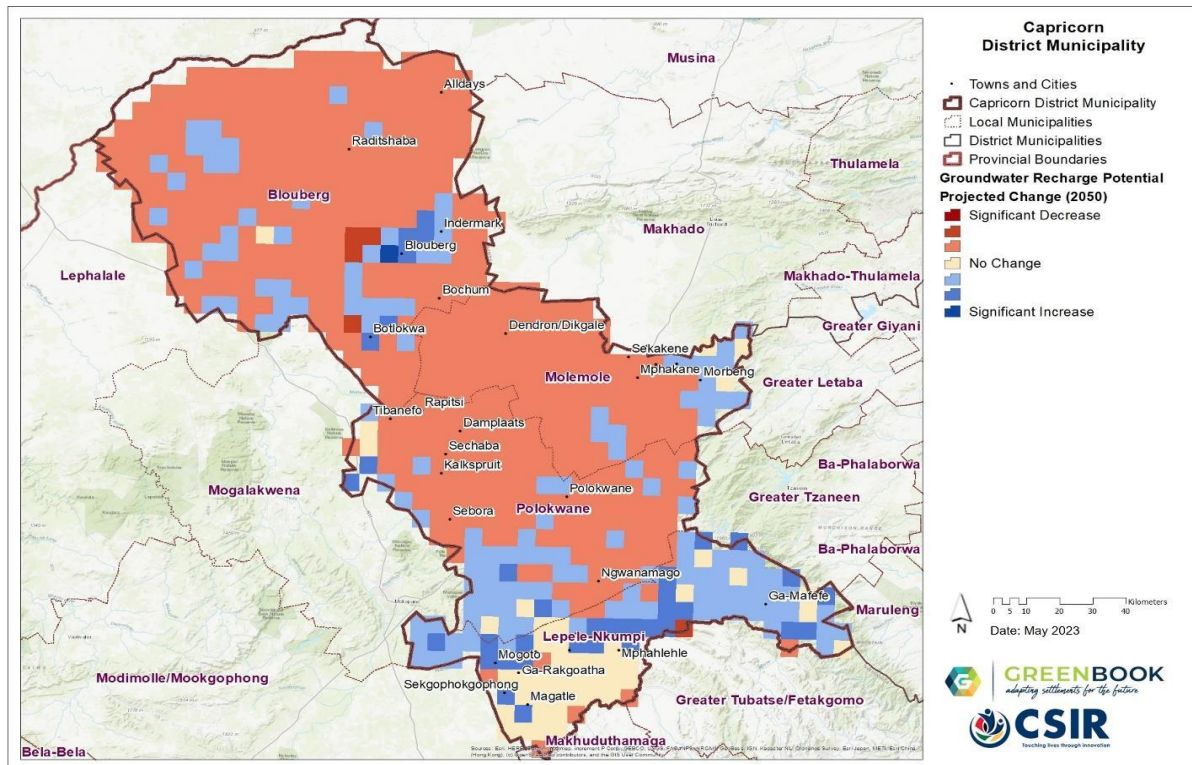 Capricorn
District Municipality
Towns and Cities
Capricorn District Municipality
Local Municipalities
District Municipalities
Provincial Boundaries
Groundwater Recharge Potential
Projected Change (2050)
Significant Decrease
No Change
Significant Increase
Musina
Alldays
Raditshaba
Thulamela
Blouberg
Indermark
Makhado
Blouberg
Lephalale
Makhado-Thulamela
Bochum
Botlokwa
Dendron/Dikgale
Greater Giyani
Sekakene
Mphakane
Molemole
Morbeng
Greater Letaba
Rapitsi
Tibanefo
Damplaats
Sechaba
Kalkspruit
Ba-Phalaborwa
Mogalakwena
Polokwane
Greater Tzaneen
Polokwane
Sebora
Ba-Phalaborwa
Ngwanamago
Ga-Mafefe
Maruleng
Lepele-Nkumpi
Mphahlehle
Mogoto
Ga-Rakgoatha
Modimolle/Mookgophong
Sekgophokgophong
Magatle
Greater Tubatse/Fetakgomo
Makhuduthamaga
Bela-Bela
Kilometers
0 5 10 20 30 40
N
Date: May 2023
GREENBOOK
adapting settlements for the future
CSIR
Touching lives through innovation